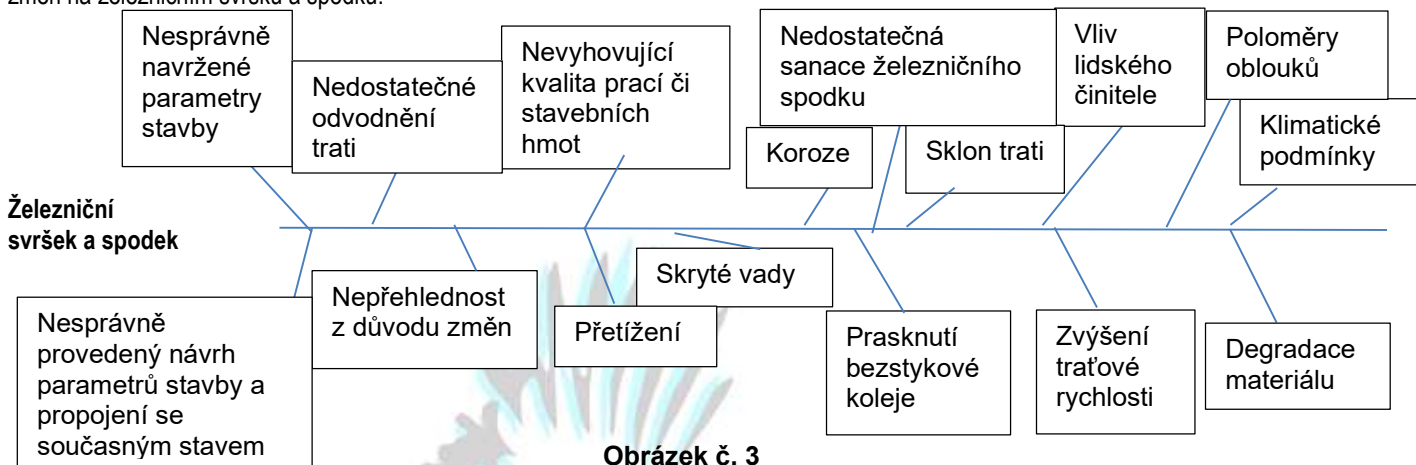 změn na železničním svršku a spodku.
Nesprávně
navržené
parametry
stavby
Nedostatečné
odvodnění
trati
Nevyhovující
kvalita prací či
stavebních
hmot
Koroze
Nedostatečná
sanace železničního
spodku
Sklon trati
Vliv
lidského
činitele
Poloměry
oblouků
Klimatické
podmínky
Železniční
svršek a spodek
Nesprávně
provedený návrh
parametrů stavby a
propojení se
současným stavem
Nepřehlednost
z důvodu změn
Přetížení
Skryté vady
Prasknutí
bezstykové
koleje
Zvýšení
traťové
rychlosti
Degradace
materiálu
Obrázek č. 3